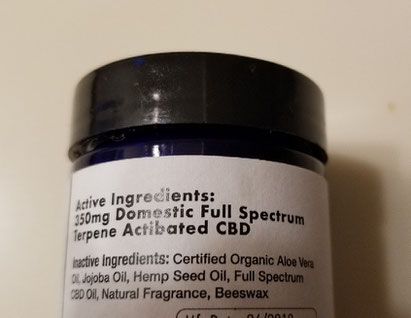 Active Ingredients:
350mg Domestic Full Spectrum
Terpene Actibated CBD
Inactive Ingredients: Certified Organic Aloe Vera
Oil, Jojoba Oil, Hemp Seed Oil, Full Spectrum
CBD Oil, Natural Fragrance, Beeswax